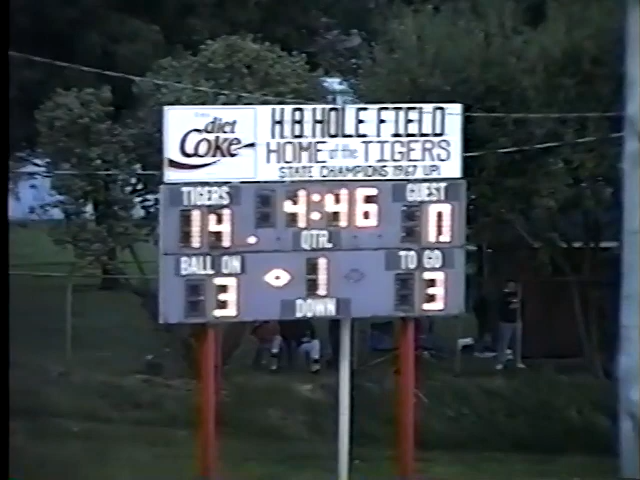 diet
Coke
H.B. HOLE FIELD
HOME of the TIGERS
STATE CHAMPIONS 1967 UPI
TIGERS
4:46
GUEST
14
QTR.
0
BALL ON
1
TO GO
3
DOWN
3